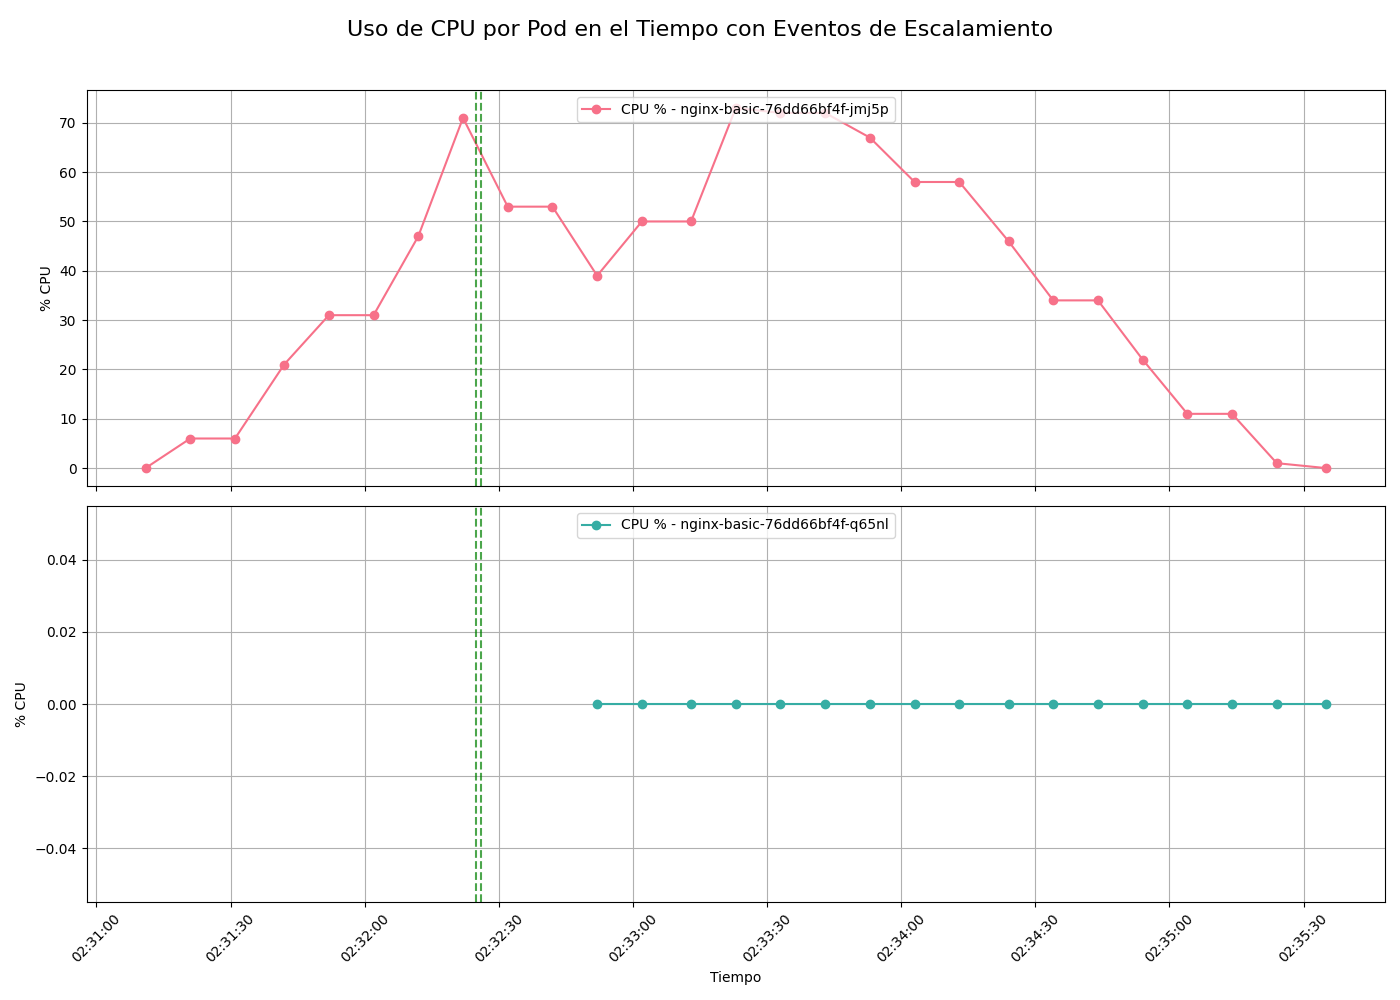 Uso de CPU por Pod en el Tiempo con Eventos de Escalamiento
CPU % - nginx-basic-76dd66bf4f-jmj5p
70
60
50
40
30
20
10
0
% CPU
CPU % - nginx-basic-76dd66bf4f-q65nl
0.04
0.02
0.00
−0.02
−0.04
% CPU
02:31:00 02:31:30 02:32:00 02:32:30 02:33:00 02:33:30 02:34:00 02:34:30 02:35:00 02:35:30
Tiempo